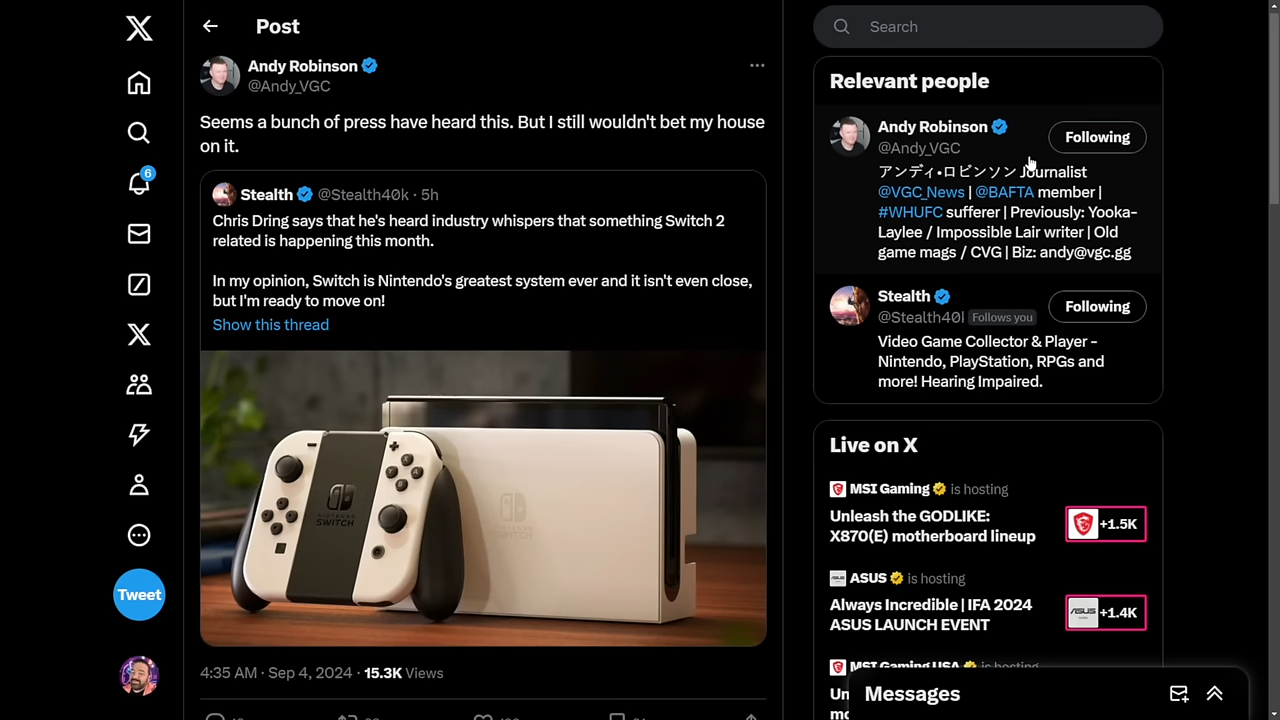 Post
Andy Robinson
@Andy_VGC
Seems a bunch of press have heard this. But I still wouldn't bet my house
on it.
Stealth @Stealth40k · 5h
Chris Dring says that he's heard industry whispers that something Switch 2
related is happening this month.
In my opinion, Switch is Nintendo's greatest system ever and it isn't even close,
but I'm ready to move on!
Show this thread
NINTENDO
SWITCH
4:35 AM · Sep 4, 2024 · 15.3K Views
6
Tweet
Search
Relevant people
Andy Robinson
@Andy_VGC
Following
アンディ•ロビンソン Journalist
@VGC_News | @BAFTA member |
#WHUFC sufferer | Previously: Yooka-
Laylee / Impossible Lair writer | Old
game mags / CVG | Biz: andy@vgc.gg
Stealth
@Stealth40l Follows you
Following
Video Game Collector & Player -
Nintendo, PlayStation, RPGs and
more! Hearing Impaired.
Live on X
MSI Gaming is hosting
Unleash the GODLIKE:
X870(E) motherboard lineup
+1.5K
ASUS is hosting
Always Incredible | IFA 2024
ASUS LAUNCH EVENT
+1.4K
MSI Gaming USA is hosting
Un
Messages